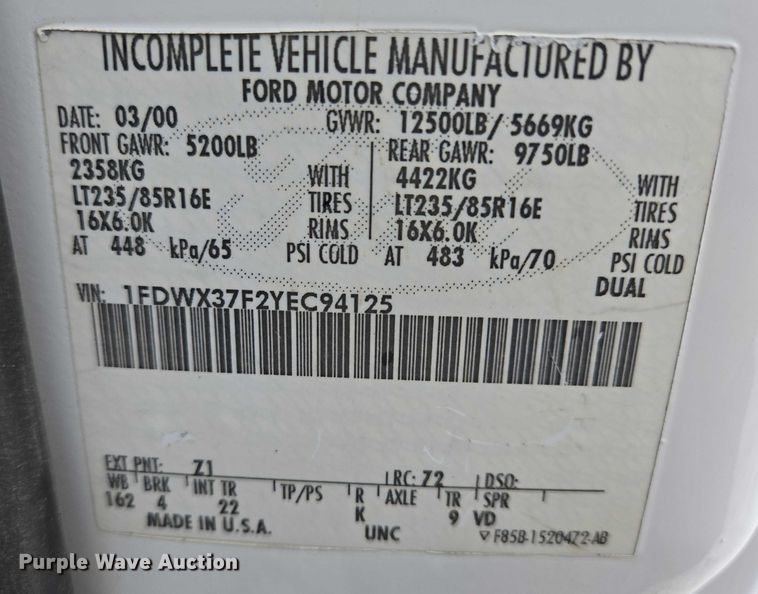 INCOMPLETE VEHICLE MANUFACTURED BY
FORD MOTOR COMPANY
DATE: 03/00 GVWR: 12500LB/ 5669KG
FRONT GAWR: 5200LB REAR GAWR: 9750LB
2358KG WITH 4422KG WITH
LT235/85R16E TIRES LT235/85R16E TIRES
16X6.0K RIMS 16X6.0K RIMS
AT 448 kPa/65 PSI COLD AT 483 kPa/70 PSI COLD
DUAL
VIN: 1FDWX37F2YEC94125
EXT PNT: Z1 RC: 72 DSO:
WB BRK INT TR TP/PS R AXLE TR SPR
162 4 22 K 9 VD
MADE IN U.S.A. UNC F85B-1520472-AB
Purple Wave Auction